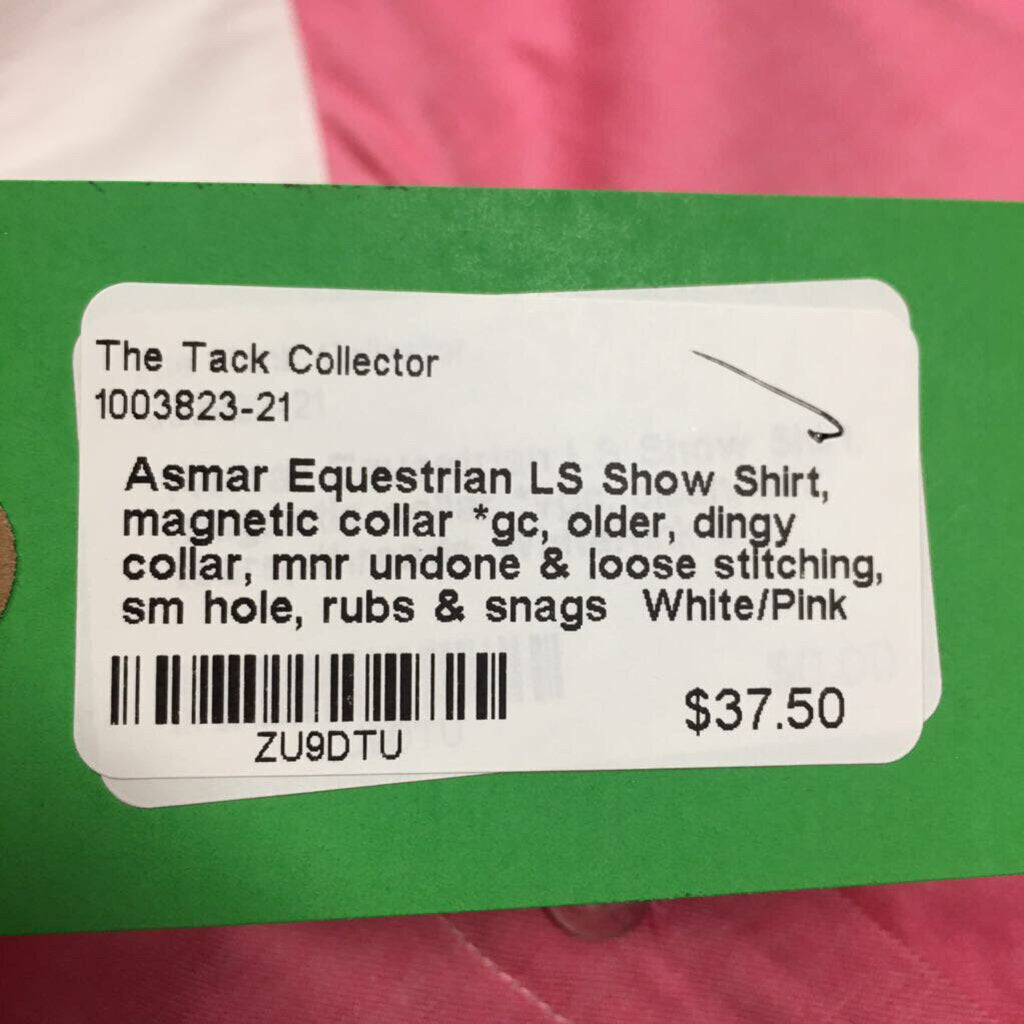 The Tack Collector
1003823-21
Asmar Equestrian LS Show Shirt,
magnetic collar *gc, older, dingy
collar, mnr undone & loose stitching,
sm hole, rubs & snags White/Pink
$37.50
ZU9DTU